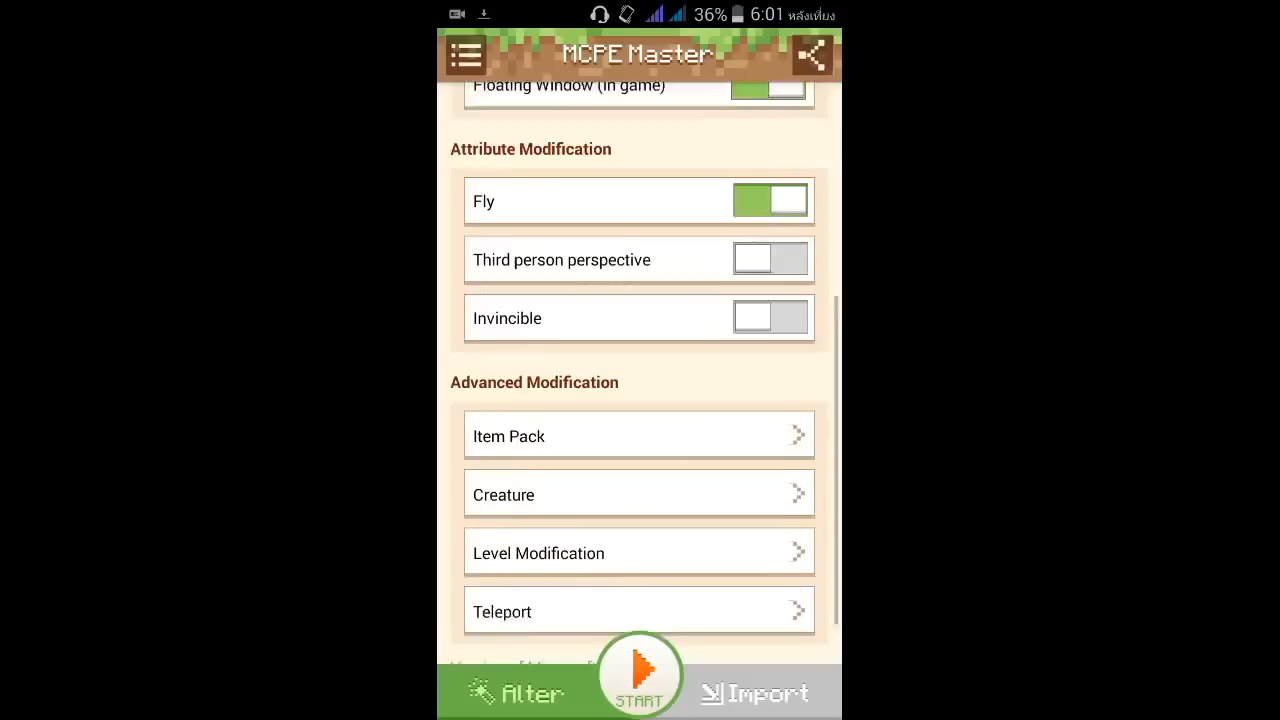 36% 6:01 หลังเที่ยง
MCPE Master
Floating Window (In game)
Attribute Modification
Fly
Third person perspective
Invincible
Advanced Modification
Item Pack
Creature
Level Modification
Teleport
Alter
START
Import